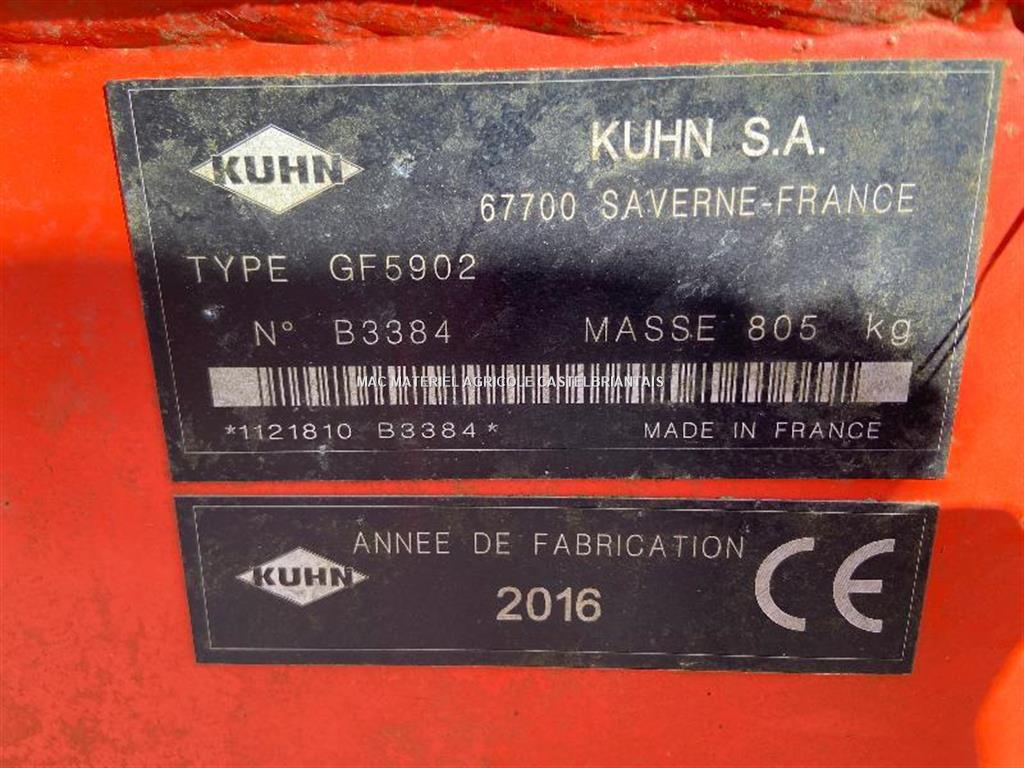 KUHN
KUHN S.A.
67700 SAVERNE-FRANCE
TYPE GF5902
N° B3384 MASSE 805 kg
MAC MATERIEL AGRICOLE CASTELBRIANTAIS
*1121810 B3384* MADE IN FRANCE
ANNEE DE FABRICATION
KUHN
2016
CE